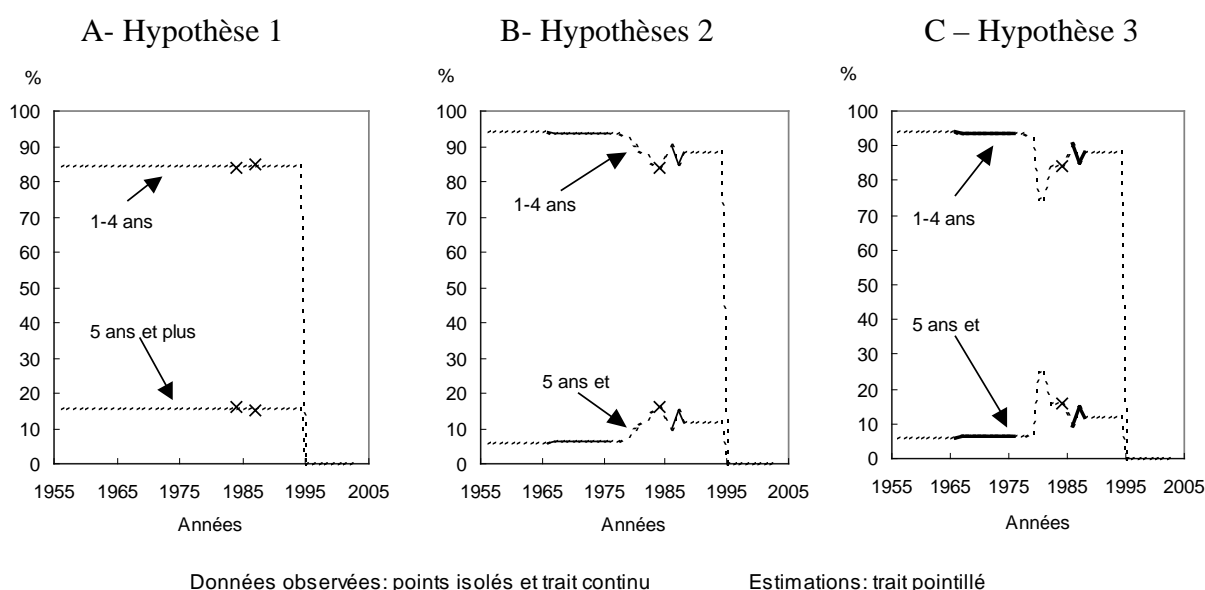 A- Hypothèse 1
B- Hypothèses 2
C – Hypothèse 3
%
100
90
80
70
60
50
40
30
20
10
0
1-4 ans
5 ans et plus
1955 1965 1975 1985 1995 2005
Années
%
100
90
80
70
60
50
40
30
20
10
0
1-4 ans
5 ans et
1955 1965 1975 1985 1995 2005
Années
%
100
90
80
70
60
50
40
30
20
10
0
1-4 ans
5 ans et
1955 1965 1975 1985 1995 2005
Années
Données observées: points isolés et trait continu
Estimations: trait pointillé